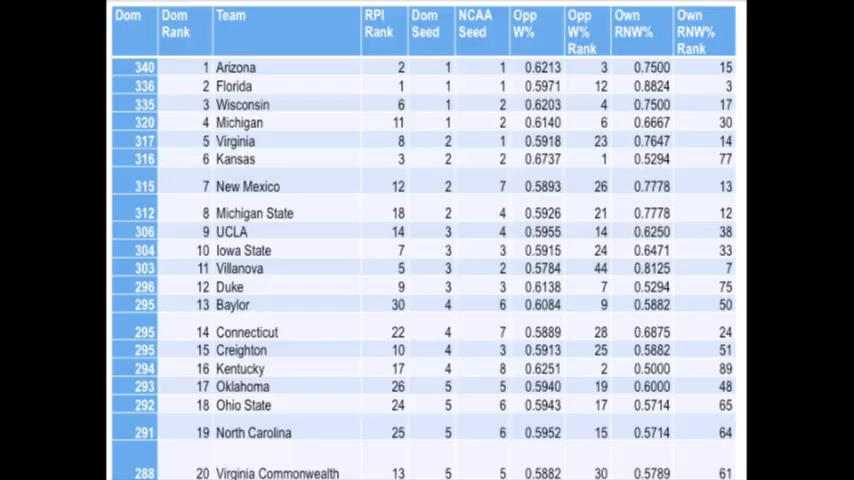 Dom Dom Rank Team RPI Rank Dom Seed NCAA Seed Opp W% Opp W% Rank Own RNW% Own RNW% Rank
340 1 Arizona 2 1 1 0.6213 3 0.7500 15
336 2 Florida 1 1 1 0.5971 12 0.8824 3
335 3 Wisconsin 6 1 2 0.6203 4 0.7500 17
320 4 Michigan 11 1 2 0.6140 6 0.6667 30
317 5 Virginia 8 2 1 0.5918 23 0.7647 14
316 6 Kansas 3 2 2 0.6737 1 0.5294 77
315 7 New Mexico 12 2 7 0.5893 26 0.7778 13
312 8 Michigan State 18 2 4 0.5926 21 0.7778 12
306 9 UCLA 14 3 4 0.5955 14 0.6250 38
304 10 Iowa State 7 3 3 0.5915 24 0.6471 33
303 11 Villanova 5 3 2 0.5784 44 0.8125 7
296 12 Duke 9 3 3 0.6138 7 0.5294 75
295 13 Baylor 30 4 6 0.6084 9 0.5882 50
295 14 Connecticut 22 4 7 0.5889 28 0.6875 24
295 15 Creighton 10 4 3 0.5913 25 0.5882 51
294 16 Kentucky 17 4 8 0.6251 2 0.5000 89
293 17 Oklahoma 26 5 5 0.5940 19 0.6000 48
292 18 Ohio State 24 5 6 0.5943 17 0.5714 65
291 19 North Carolina 25 5 6 0.5952 15 0.5714 64
288 20 Virginia Commonwealth 13 5 5 0.5882 30 0.5789 61